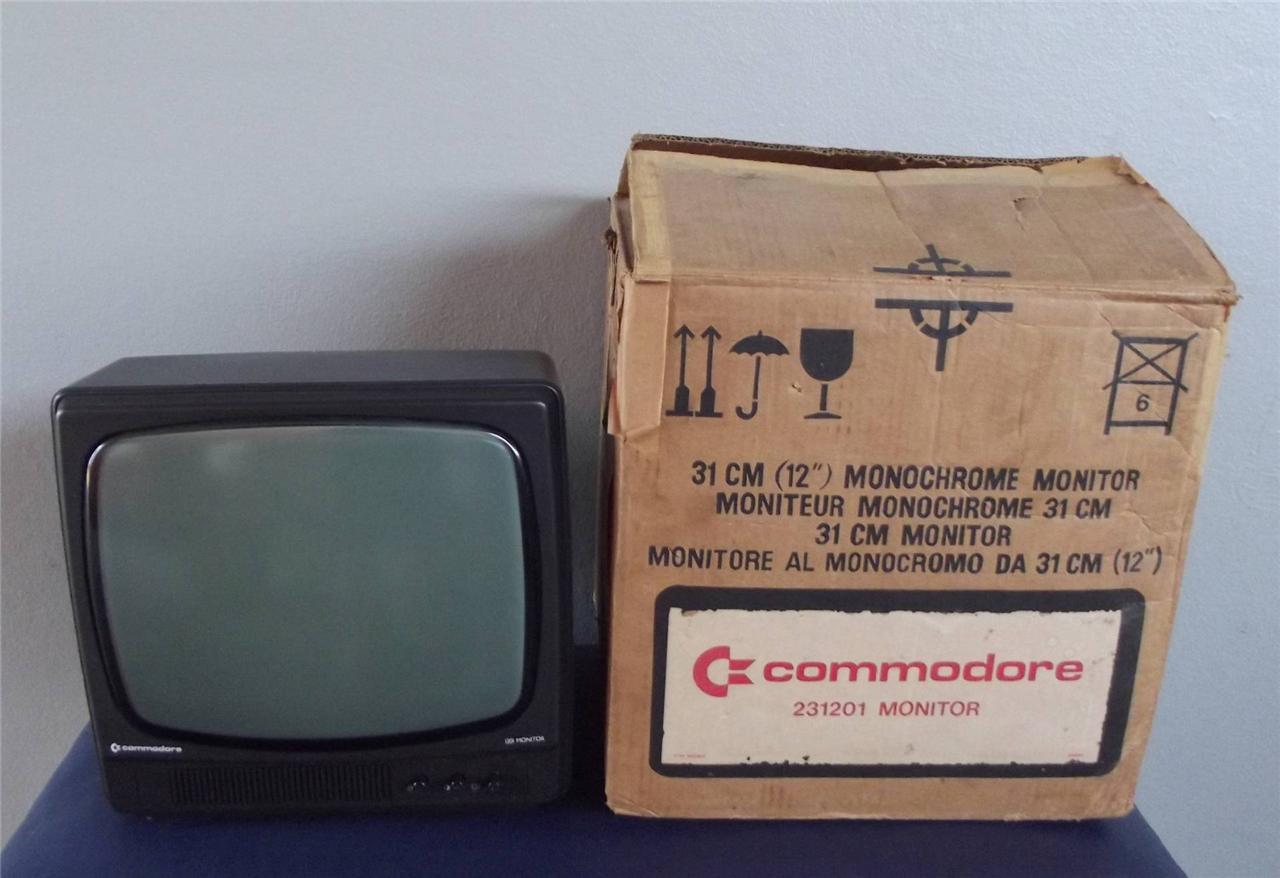 6
31 CM (12") MONOCHROME MONITOR
MONITEUR MONOCHROME 31 CM
31 CM MONITOR
MONITORE AL MONOCROMO DA 31 CM (12")
commodore
231201 MONITOR
commodore
MONITOR